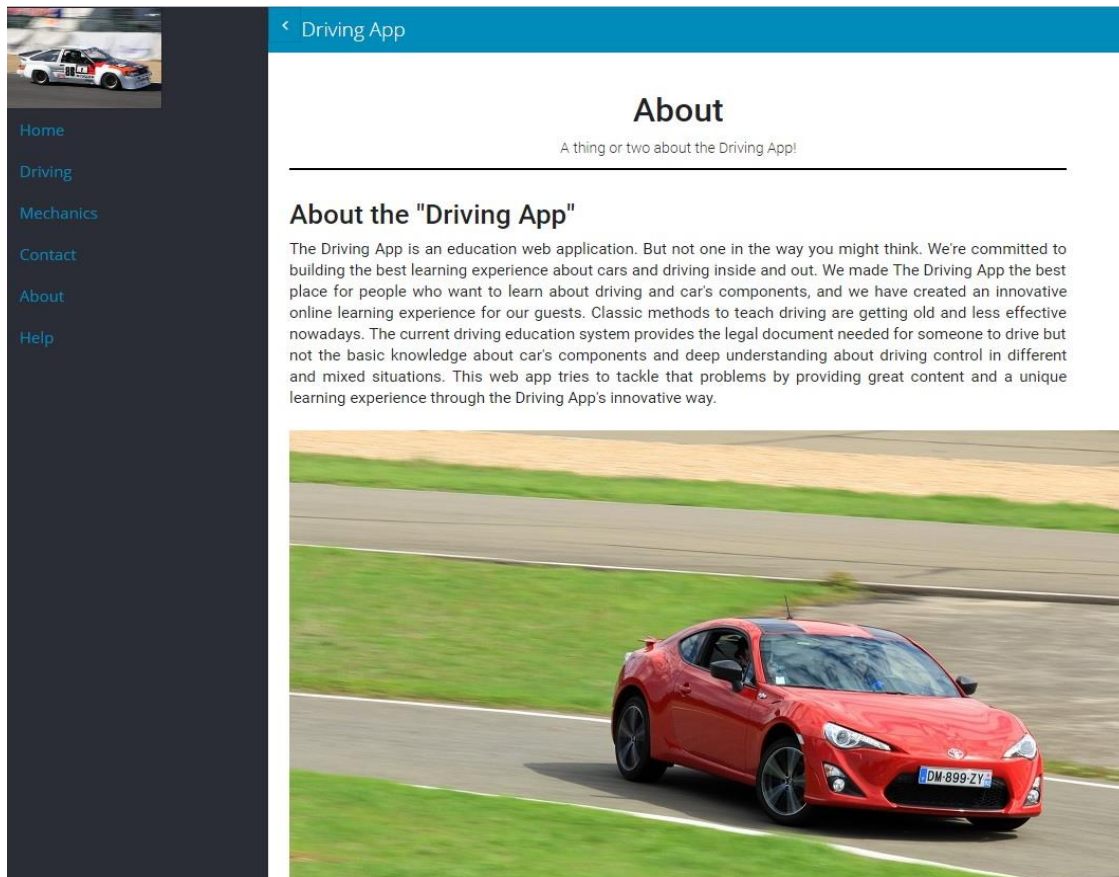 Driving App
Home
Driving
Mechanics
Contact
About
Help
About
A thing or two about the Driving App!
About the "Driving App"
The Driving App is an education web application. But not one in the way you might think. We're committed to
building the best learning experience about cars and driving inside and out. We made The Driving App the best
place for people who want to learn about driving and car's components, and we have created an innovative
online learning experience for our guests. Classic methods to teach driving are getting old and less effective
nowadays. The current driving education system provides the legal document needed for someone to drive but
not the basic knowledge about car's components and deep understanding about driving control in different
and mixed situations. This web app tries to tackle that problems by providing great content and a unique
learning experience through the Driving App's innovative way.
DM-899-ZY